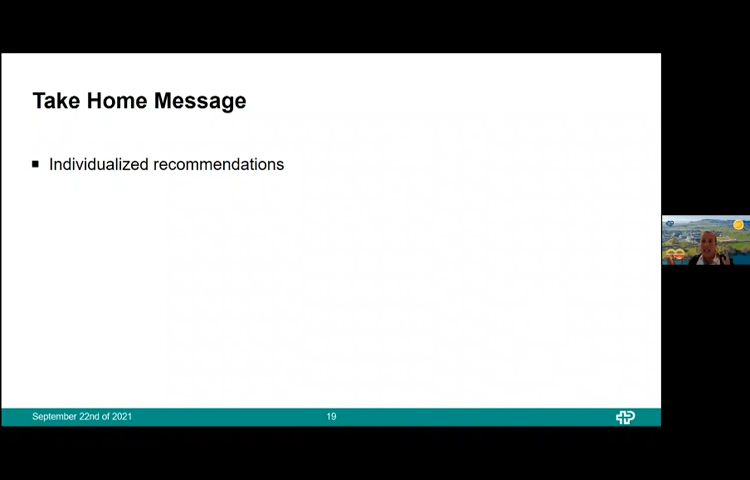 Take Home Message
Individualized recommendations
September 22nd of 2021
19